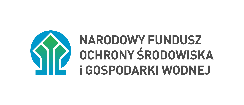 NARODOWY FUNDUSZ
OCHRONY ŚRODOWISKA
i GOSPODARKI WODNEJ